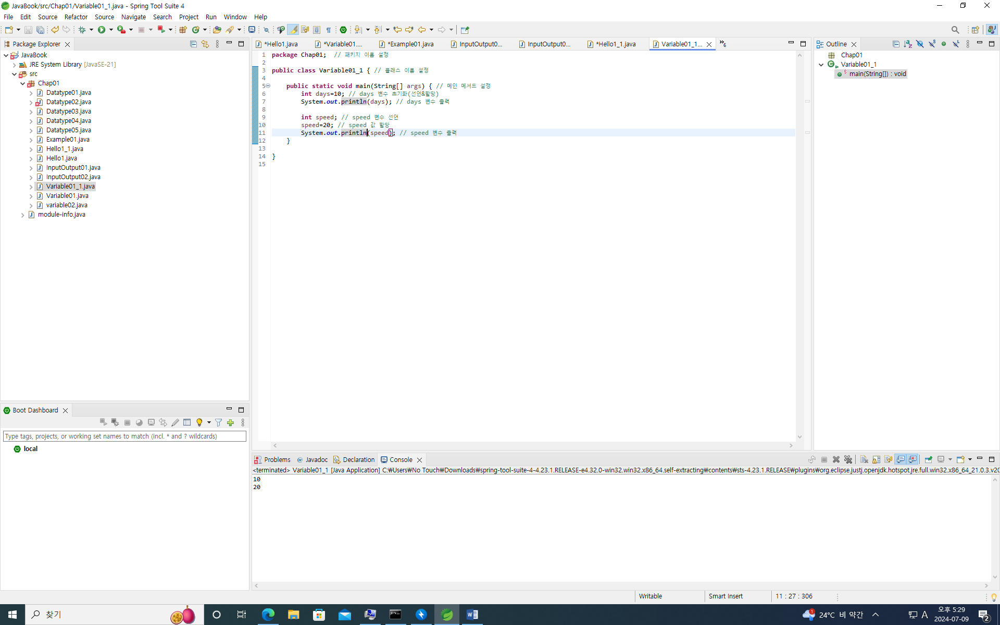 JavaBook/src/Chap01/Variable01_1.java - Spring Tool Suite 4
File Edit Source Refactor Source Navigate Search Project Run Window Help
Package Explorer
JavaBook
JRE System Library [JavaSE-21]
src
Chap01
Datatype01.java
Datatype02.java
Datatype03.java
Datatype04.java
Datatype05.java
Example01.java
Hello1_1.java
Hello1.java
InputOutput01.java
InputOutput02.java
Variable01_1.java
Variable01.java
variable02.java
module-info.java
Boot Dashboard
Type tags, projects, or working set names to match (incl. * and ? wildcards)
local
*Hello1.java *Variable01.... *Example01.java InputOutput0... InputOutput0... *Hello1_1.java Variable01_1... »6
1 package Chap01;  // 패키지 이름 설정
2
3 public class Variable01_1 { // 클래스 이름 설정
4
5 public static void main(String[] args) { // 메인 메서드 설정
6 int days=10; // days 변수 초기화(선언&할당)
7 System.out.println(days); // days 변수 출력
8
9 int speed; // speed 변수 선언
10 speed=20; // speed 값 할당
11 System.out.println(speed); // speed 변수 출력
12 }
13
14 }
15
Outline
Chap01
Variable01_1
main(String[]) : void
Problems @ Javadoc Declaration Console
<terminated> Variable01_1 [Java Application] C:₩Users₩No Touch₩Downloads₩spring-tool-suite-4-4.23.1.RELEASE-e4.32.0-win32.win32.x86_64.self-extracting₩contents₩sts-4.23.1.RELEASE₩plugins₩org.eclipse.justj.openjdk.hotspot.jre.full.win32.x86_64_21.0.3.v20
10
20
Writable Smart Insert 11 : 27 : 306
찾기
1 24°C 비 약간 A 오후 5:29
2024-07-09 2